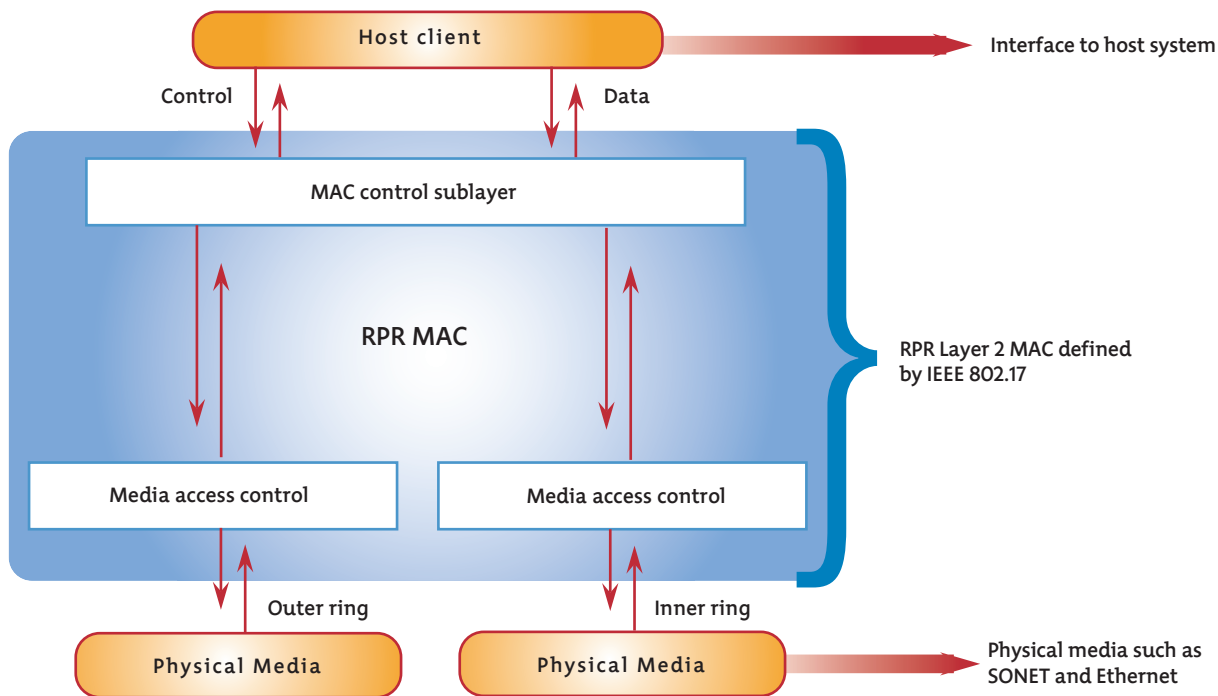 Host client
Interface to host system
Control
Data
MAC control sublayer
RPR MAC
RPR Layer 2 MAC defined
by IEEE 802.17
Media access control
Media access control
Outer ring
Inner ring
Physical Media
Physical Media
Physical media such as
SONET and Ethernet